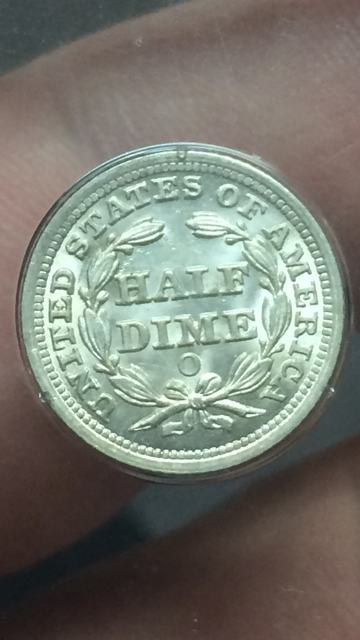 UNITED STATES OF AMERICA
HALF
DIME
O